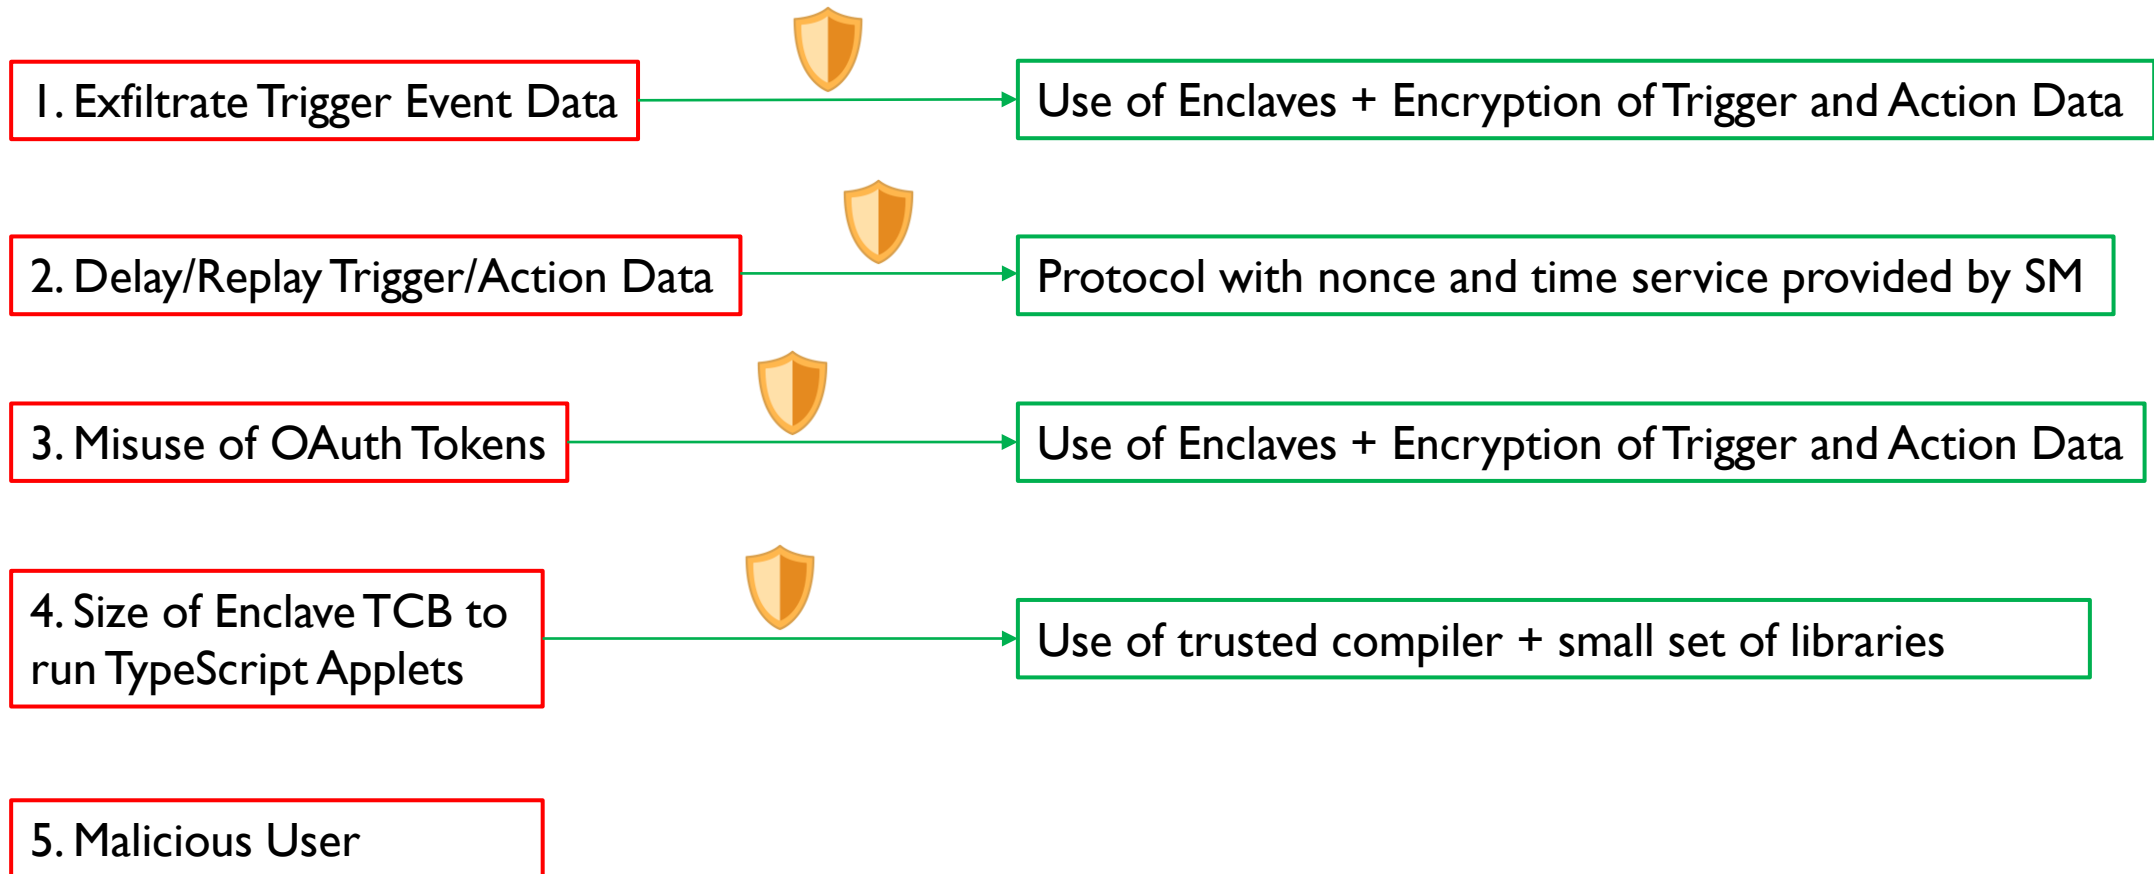 1. Exfiltrate Trigger Event Data
Use of Enclaves + Encryption of Trigger and Action Data
2. Delay/Replay Trigger/Action Data
Protocol with nonce and time service provided by SM
3. Misuse of OAuth Tokens
Use of Enclaves + Encryption of Trigger and Action Data
4. Size of Enclave TCB to
run TypeScript Applets
Use of trusted compiler + small set of libraries
5. Malicious User